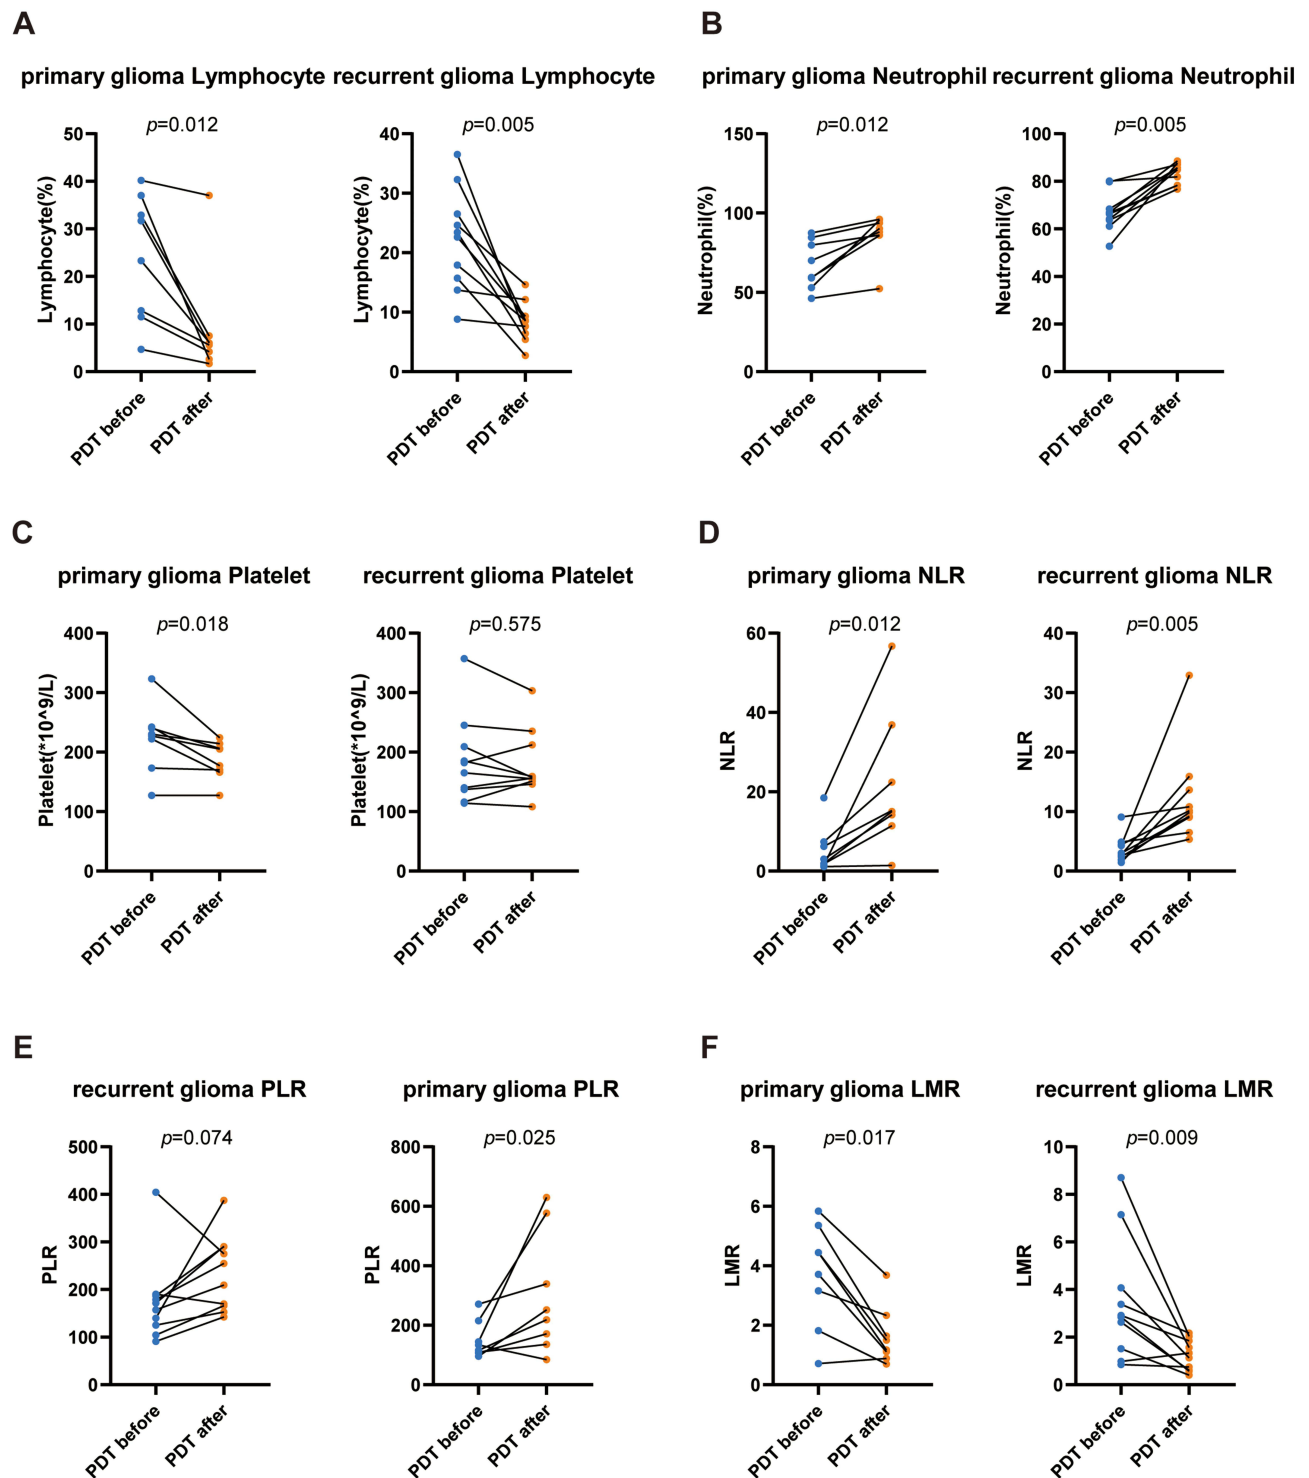 A
B
primary glioma Lymphocyte recurrent glioma Lymphocyte
primary glioma Neutrophil recurrent glioma Neutrophil
p=0.012
p=0.005
p=0.012
p=0.005
Lymphocyte(%)
50
40
30
20
10
0
PDT before
PDT after
Lymphocyte(%)
40
30
20
10
0
PDT before
PDT after
Neutrophil(%)
150
100
50
0
PDT before
PDT after
Neutrophil(%)
100
80
60
40
20
0
PDT before
PDT after
C
D
primary glioma Platelet
recurrent glioma Platelet
primary glioma NLR
recurrent glioma NLR
p=0.018
p=0.575
p=0.012
p=0.005
Platelet(*10^9/L)
400
300
200
100
0
PDT before
PDT after
Platelet(*10^9/L)
400
300
200
100
0
PDT before
PDT after
NLR
60
40
20
0
PDT before
PDT after
NLR
40
30
20
10
0
PDT before
PDT after
E
F
recurrent glioma PLR
primary glioma PLR
primary glioma LMR
recurrent glioma LMR
p=0.074
p=0.025
p=0.017
p=0.009
PLR
500
400
300
200
100
0
PDT before
PDT after
PLR
800
600
400
200
0
PDT before
PDT after
LMR
8
6
4
2
0
PDT before
PDT after
LMR
10
8
6
4
2
0
PDT before
PDT after